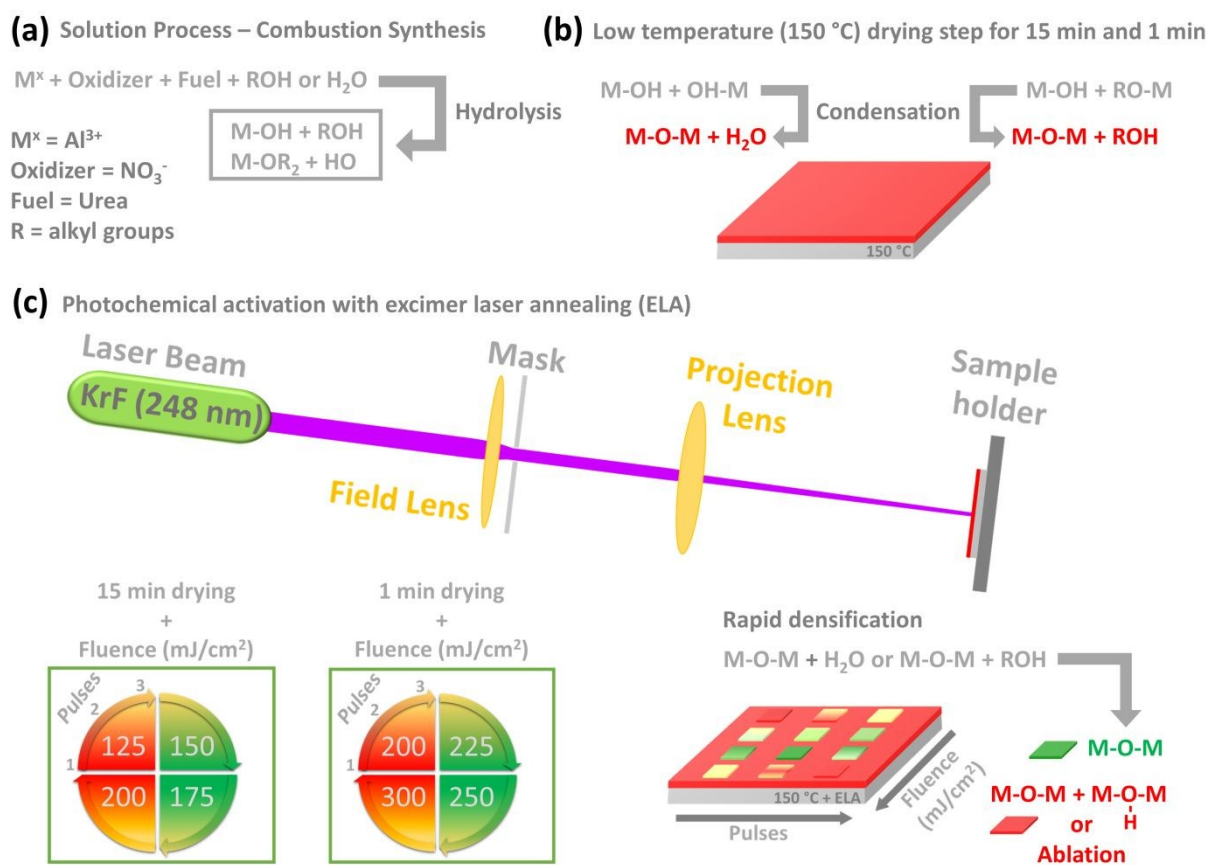 (a) Solution Process – Combustion Synthesis
Mˣ + Oxidizer + Fuel + ROH or H₂O
Hydrolysis
M-OH + ROH
M-OR₂ + HO
Mˣ = Al³⁺
Oxidizer = NO₃⁻
Fuel = Urea
R = alkyl groups
(b) Low temperature (150 °C) drying step for 15 min and 1 min
M-OH + OH-M
Condensation
M-OH + RO-M
M-O-M + H₂O
M-O-M + ROH
150 °C
(c) Photochemical activation with excimer laser annealing (ELA)
Laser Beam
KrF (248 nm)
Mask
Field Lens
Projection
Lens
Sample
holder
15 min drying
+
Fluence (mJ/cm²)
Pulses
1
2
3
125
150
200
175
1 min drying
+
Fluence (mJ/cm²)
Pulses
1
2
3
200
225
300
250
Rapid densification
M-O-M + H₂O or M-O-M + ROH
150 °C + ELA
Pulses
Fluence
(mJ/cm²)
M-O-M
M-O-M + M-O-M
H
or
Ablation